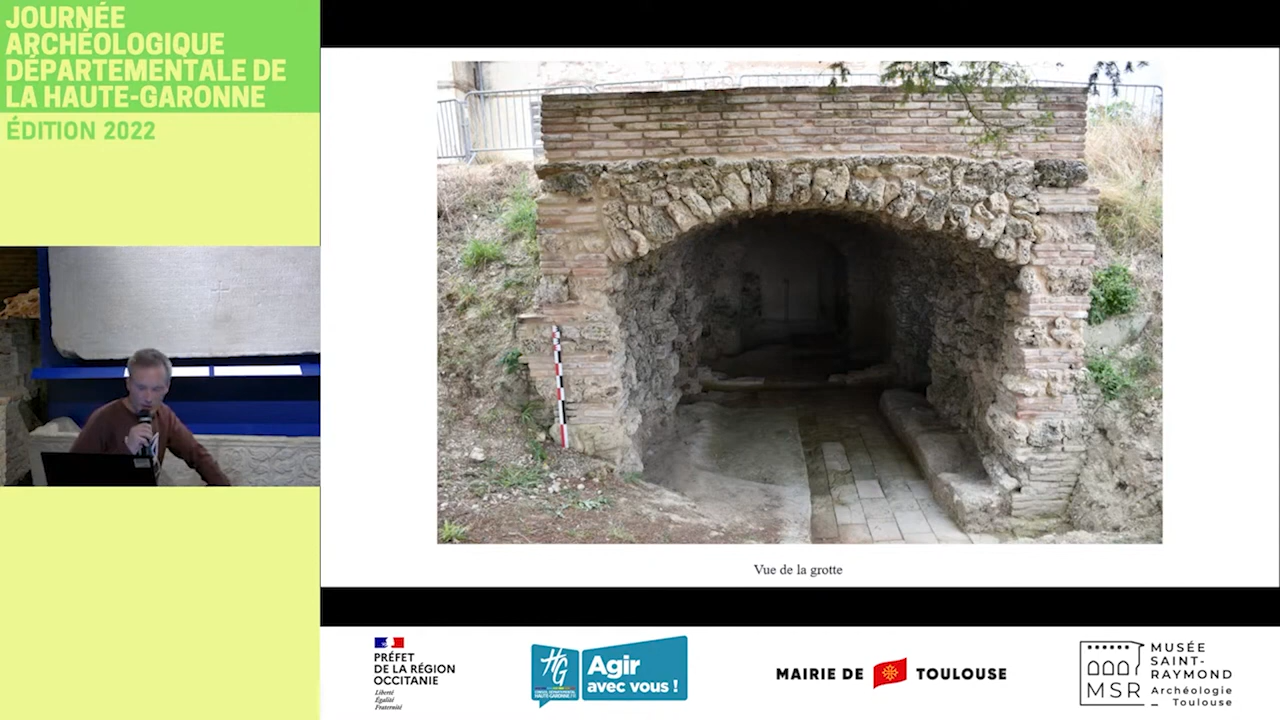 JOURNÉE
ARCHÉOLOGIQUE
DÉPARTEMENTALE DE
LA HAUTE-GARONNE
ÉDITION 2022
Vue de la grotte
PRÉFET
DE LA RÉGION
OCCITANIE
Liberté
Égalité
Fraternité
HG
Agir
avec vous !
MAIRIE DE TOULOUSE
MSR
MUSÉE
SAINT-
RAYMOND
Archéologie
Toulouse